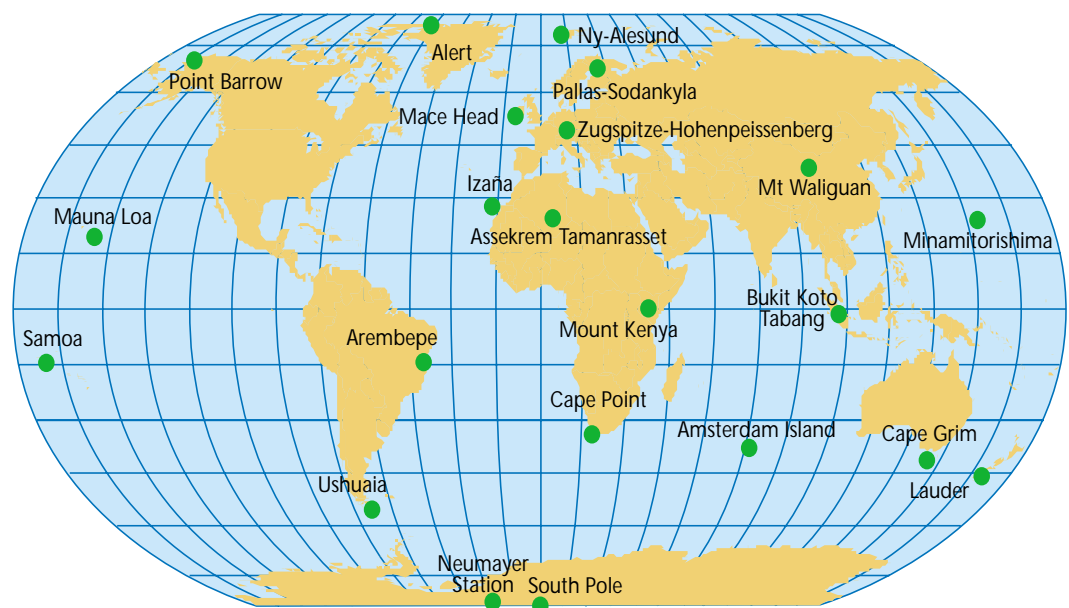 Ny-Alesund
Alert
Point Barrow
Pallas-Sodankyla
Mace Head
Zugspitze-Hohenpeissenberg
Izaña
Mt Waliguan
Mauna Loa
Assekrem Tamanrasset
Minamitorishima
Bukit Koto
Tabang
Mount Kenya
Samoa
Arembepe
Cape Point
Amsterdam Island
Cape Grim
Ushuaia
Lauder
Neumayer
Station
South Pole